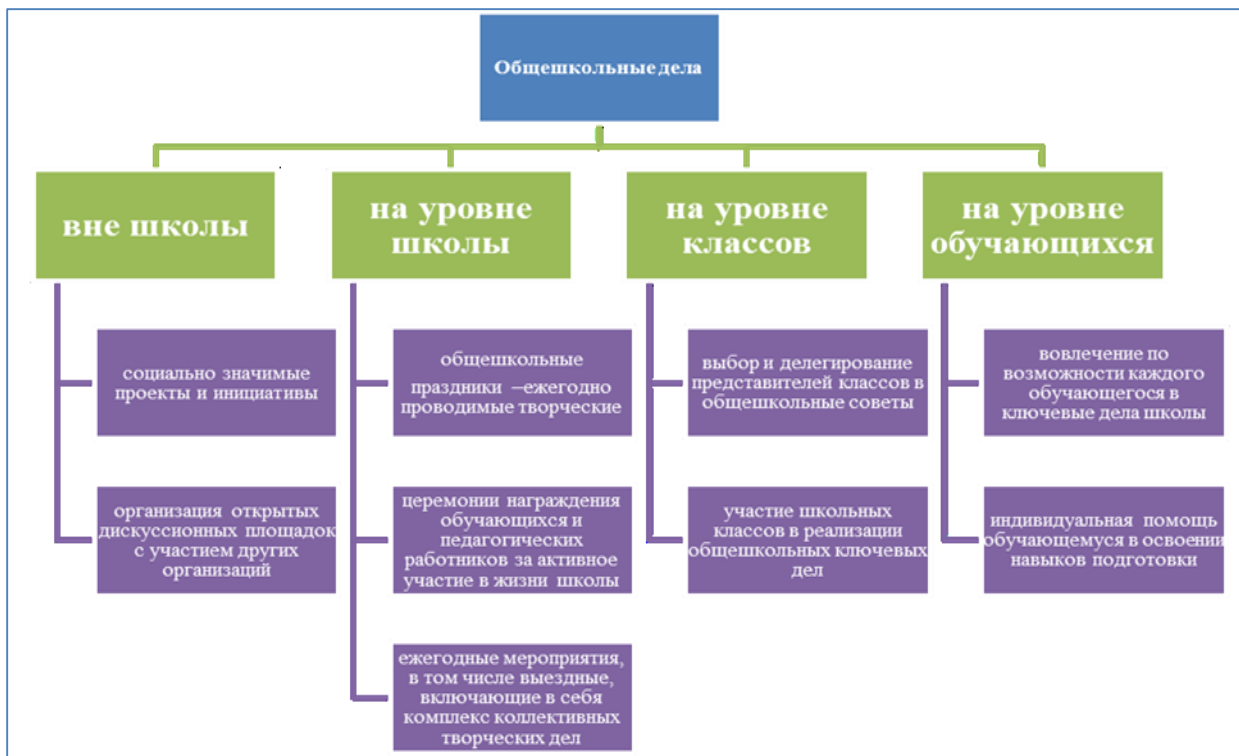 Общешкольные дела
вне школы
социально значимые
проекты и инициативы
организация открытых
дискуссионных площадок
с участием других
организаций
на уровне
школы
общешкольные
праздники –ежегодно
проводимые творческие
церемонии награждения
обучающихся и
педагогических
работников за активное
участие в жизни школы
ежегодные мероприятия,
в том числе выездные,
включающие в себя
комплекс коллективных
творческих дел
на уровне
классов
выбор и делегирование
представителей классов в
общешкольные советы
участие школьных
классов в реализации
общешкольных ключевых
дел
на уровне
обучающихся
вовлечение по
возможности каждого
обучающегося в
ключевые дела школы
индивидуальная помощь
обучающемуся в освоении
навыков подготовки